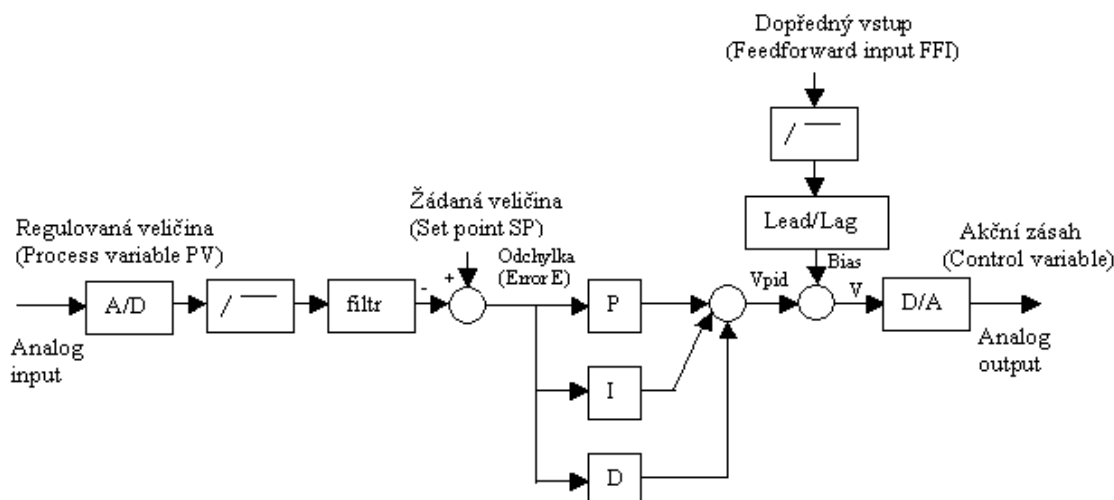 Dopředný vstup
(Feedforward input FFI)
Žádaná veličina
(Set point SP)
Regulovaná veličina
(Process variable PV)
Lead/Lag
Akční zásah
(Control variable)
Odchylka
(Error E)
Bias
+
-
Vpid
V
A/D
filtr
P
D/A
Analog
input
Analog
output
I
D